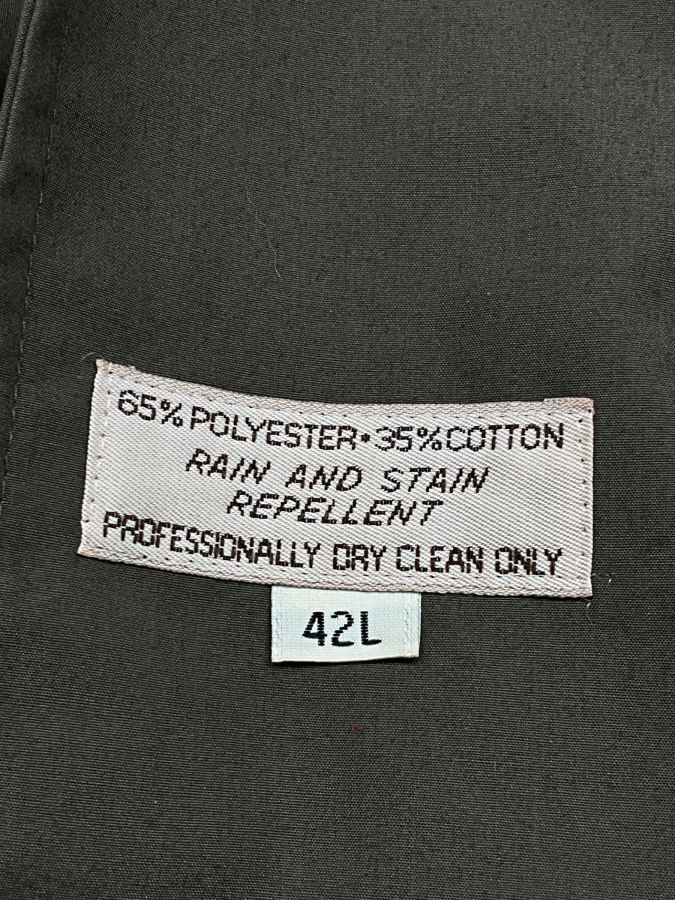 65% POLYESTER • 35% COTTON
RAIN AND STAIN
REPELLENT
PROFESSIONALLY DRY CLEAN ONLY
42L